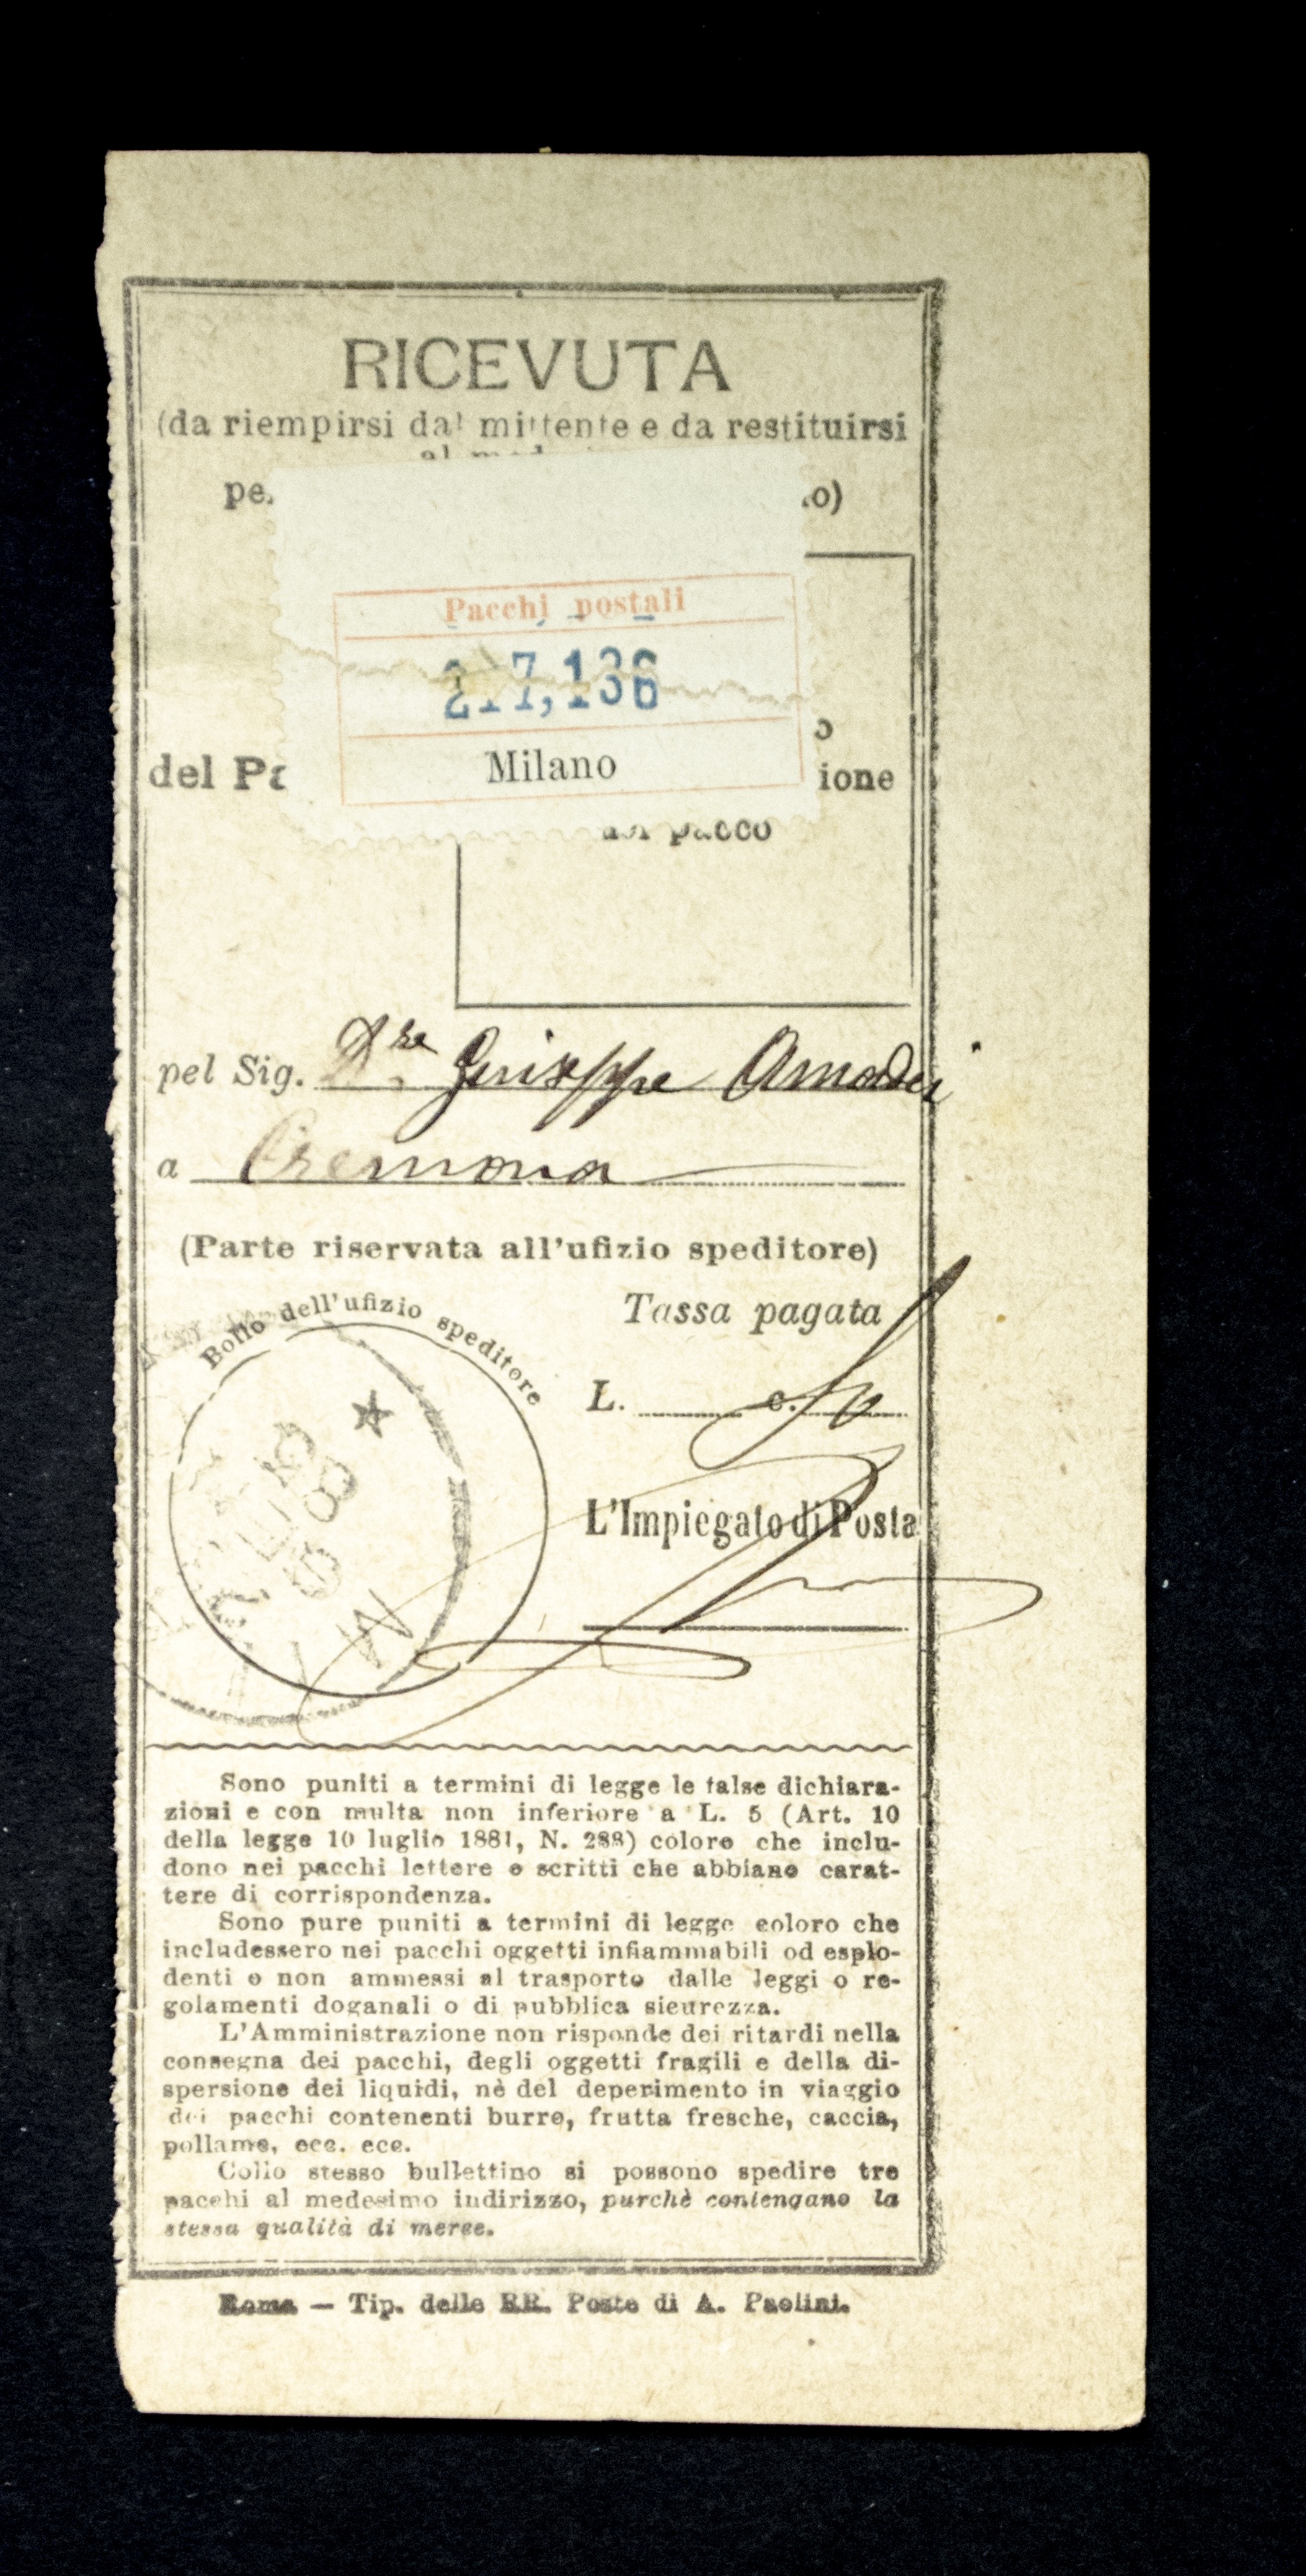 RICEVUTA
(da riempirsi dal mittente e da restituirsi
al
Pacchi postali
217,136
Milano
del
pacco
pel Sig. Dre Giuseppe Amadei
a Cremona
(Parte riservata all'ufizio speditore)
Bollo dell'ufizio speditore
Tassa pagata
L. c. 50
L'Impiegato di Posta
Sono puniti a termini di legge le false dichiara-
zioni e con multa non inferiore a L. 5 (Art. 10
della legge 10 luglio 1881, N. 288) coloro che inclu-
dono nei pacchi lettere e scritti che abbiano carat-
tere di corrispondenza.
Sono pure puniti a termini di legge coloro che
includessero nei pacchi oggetti infiammabili od esplo-
denti o non ammessi al trasporto dalle leggi o re-
golamenti doganali o di pubblica sicurezza.
L'Amministrazione non risponde dei ritardi nella
consegna dei pacchi, degli oggetti fragili e della di-
spersione dei liquidi, nè del deperimento in viaggio
dei pacchi contenenti burro, frutta fresche, caccia,
pollame, ecc. ecc.
Collo stesso bullettino si possono spedire tre
pacchi al medesimo indirizzo, purchè contengano la
stessa qualità di merce.
Roma — Tip. delle RR. Poste di A. Paolini.